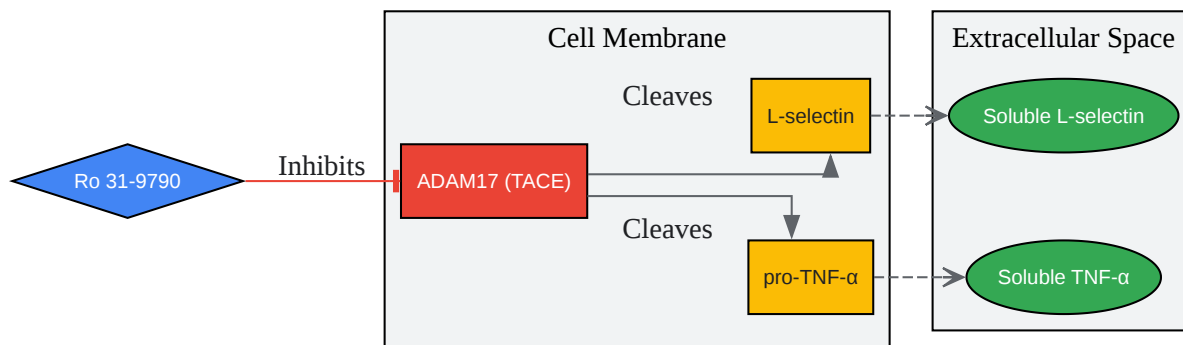 Cell Membrane
Extracellular Space
Cleaves
L-selectin
Soluble L-selectin
Inhibits
Ro 31-9790
ADAM17 (TACE)
Cleaves
pro-TNF-α
Soluble TNF-α